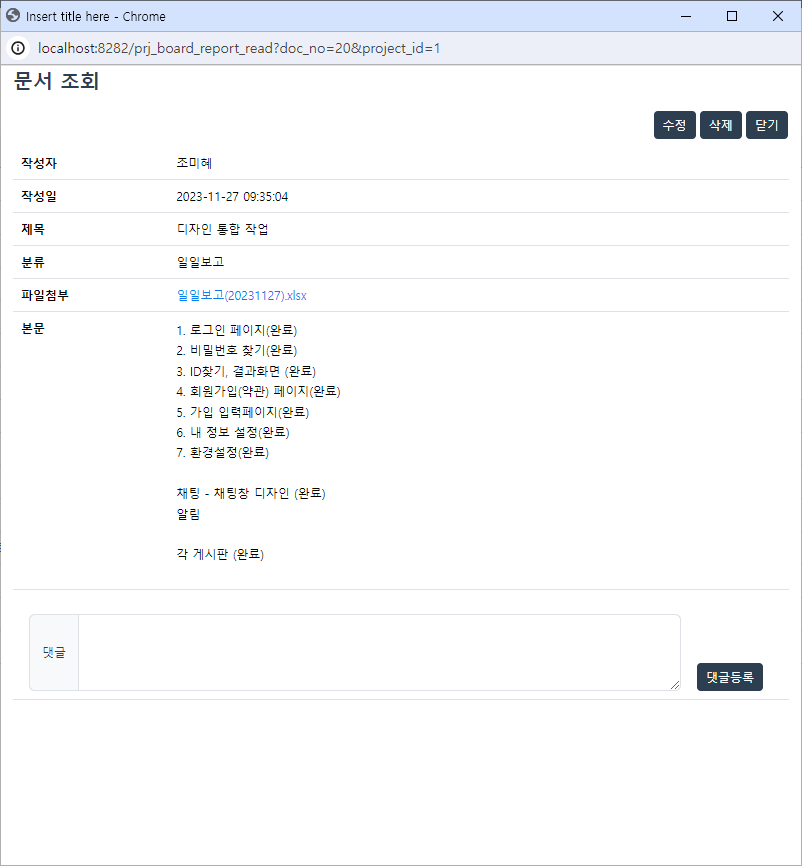 Insert title here - Chrome
localhost:8282/prj_board_report_read?doc_no=20&project_id=1
문서 조회
수정 삭제 닫기
작성자 조미혜
작성일 2023-11-27 09:35:04
제목 디자인 통합 작업
분류 일일보고
파일첨부 일일보고(20231127).xlsx
본문 1. 로그인 페이지(완료)
2. 비밀번호 찾기(완료)
3. ID찾기, 결과화면 (완료)
4. 회원가입(약관) 페이지(완료)
5. 가입 입력페이지(완료)
6. 내 정보 설정(완료)
7. 환경설정(완료)
채팅 - 채팅창 디자인 (완료)
알림
각 게시판 (완료)
댓글
댓글등록